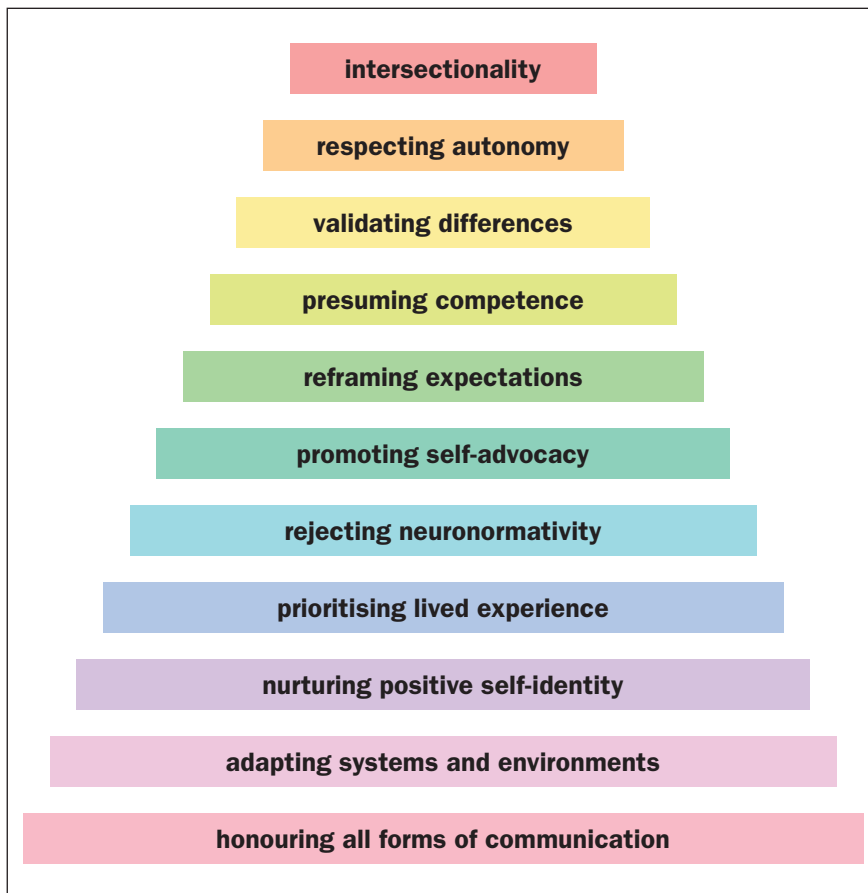 intersectionality
respecting autonomy
validating differences
presuming competence
reframing expectations
promoting self-advocacy
rejecting neuronormativity
prioritising lived experience
nurturing positive self-identity
adapting systems and environments
honouring all forms of communication